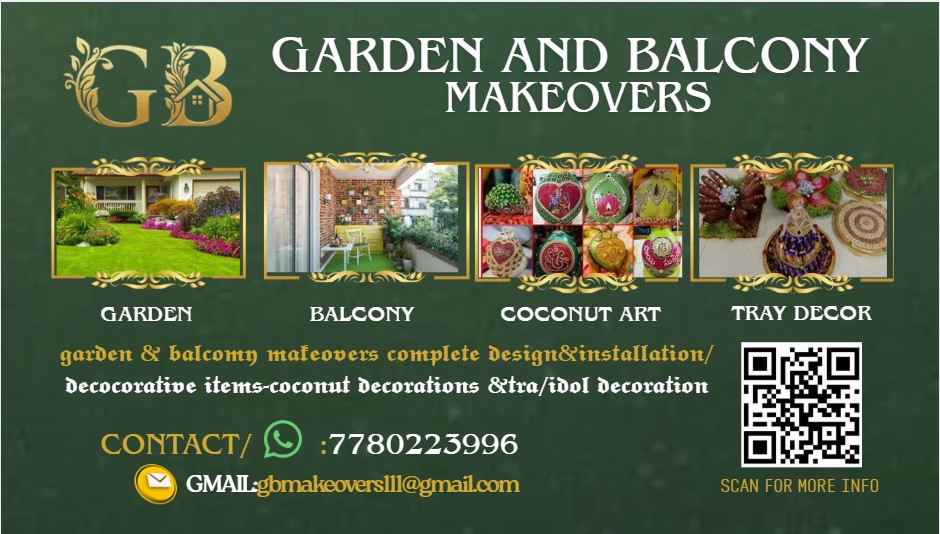 GB
GARDEN AND BALCONY
MAKEOVERS
GARDEN
BALCONY
COCONUT ART
TRAY DECOR
garden & balcomy makeovers complete design&installation/
decocorative items-coconut decorations &tra/idol decoration
CONTACT/ :7780223996
GMAIL:gbmakeovers111@gmail.com
SCAN FOR MORE INFO